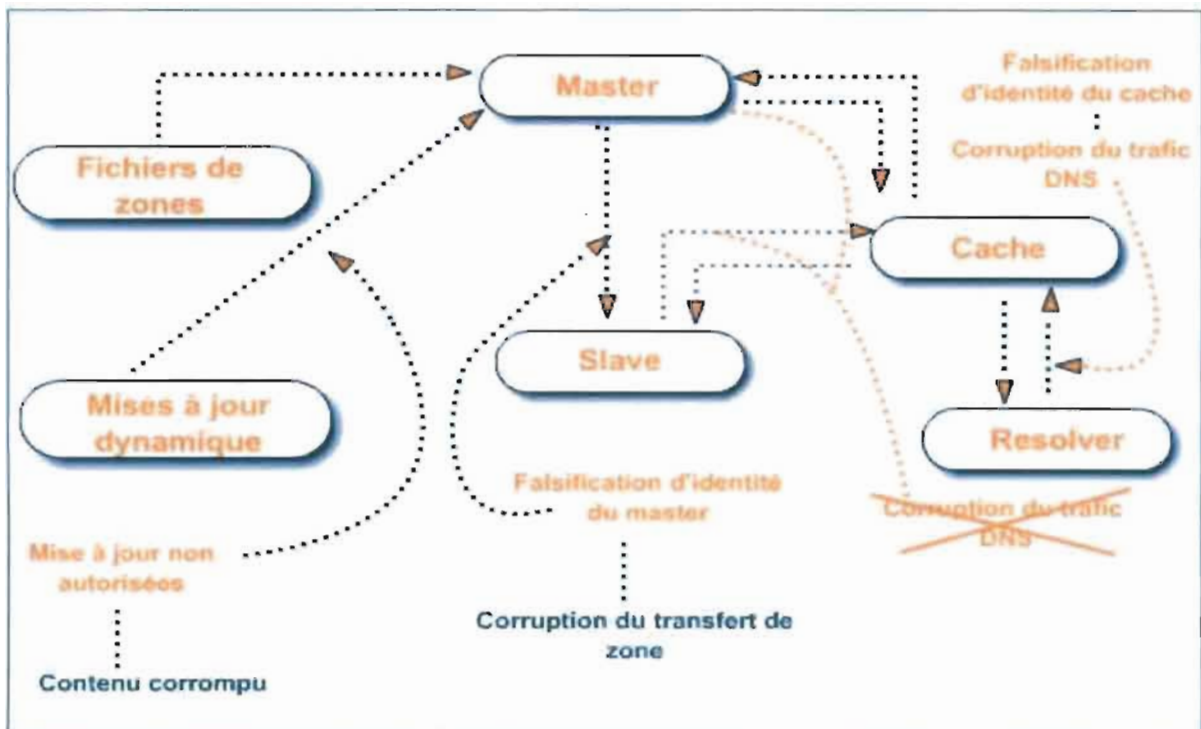 Master
Falsification
d'identité du cache
Fichiers de
zones
Corruption du trafic
DNS
Cache
Slave
Mises à jour
dynamique
Resolver
Falsification d'identité
du master
Corruption du trafic
DNS
Mise à jour non
autorisées
Corruption du transfert de
zone
Contenu corrompu